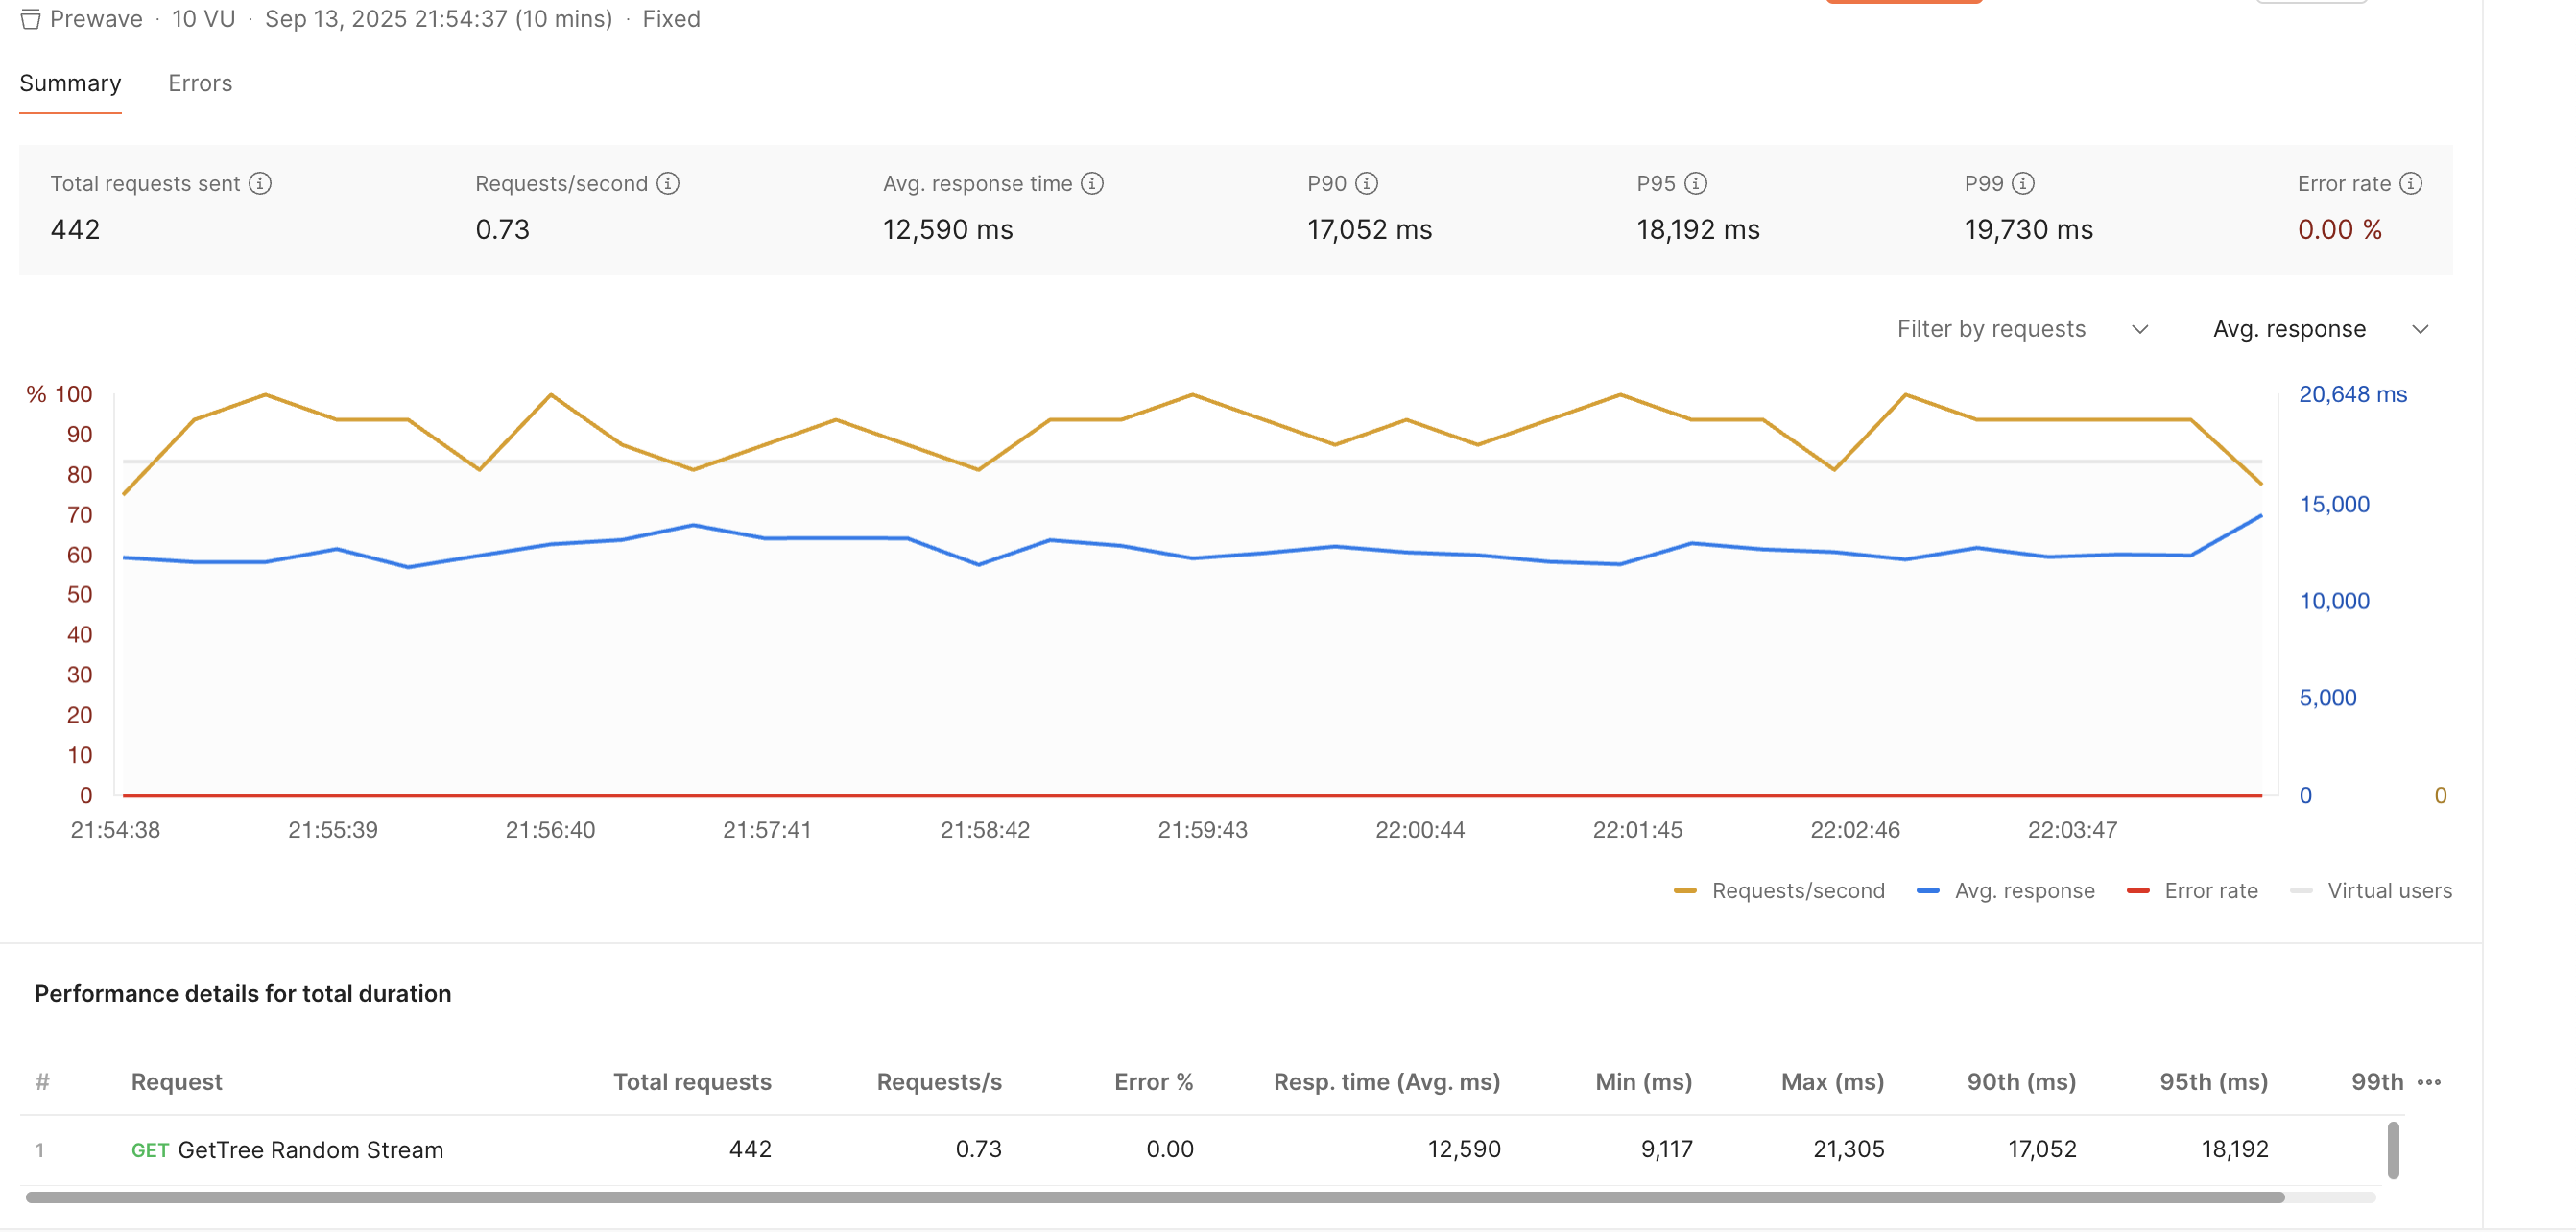 Prewave · 10 VU · Sep 13, 2025 21:54:37 (10 mins) · Fixed
Summary Errors
Total requests sent Requests/second Avg. response time P90 P95 P99 Error rate
442 0.73 12,590 ms 17,052 ms 18,192 ms 19,730 ms 0.00 %
Filter by requests Avg. response
% 100 20,648 ms
90
80
70 15,000
60
50 10,000
40
30
20 5,000
10
0 0 0
21:54:38 21:55:39 21:56:40 21:57:41 21:58:42 21:59:43 22:00:44 22:01:45 22:02:46 22:03:47
Requests/second Avg. response Error rate Virtual users
Performance details for total duration
# Request Total requests Requests/s Error % Resp. time (Avg. ms) Min (ms) Max (ms) 90th (ms) 95th (ms) 99th
1 GET GetTree Random Stream 442 0.73 0.00 12,590 9,117 21,305 17,052 18,192